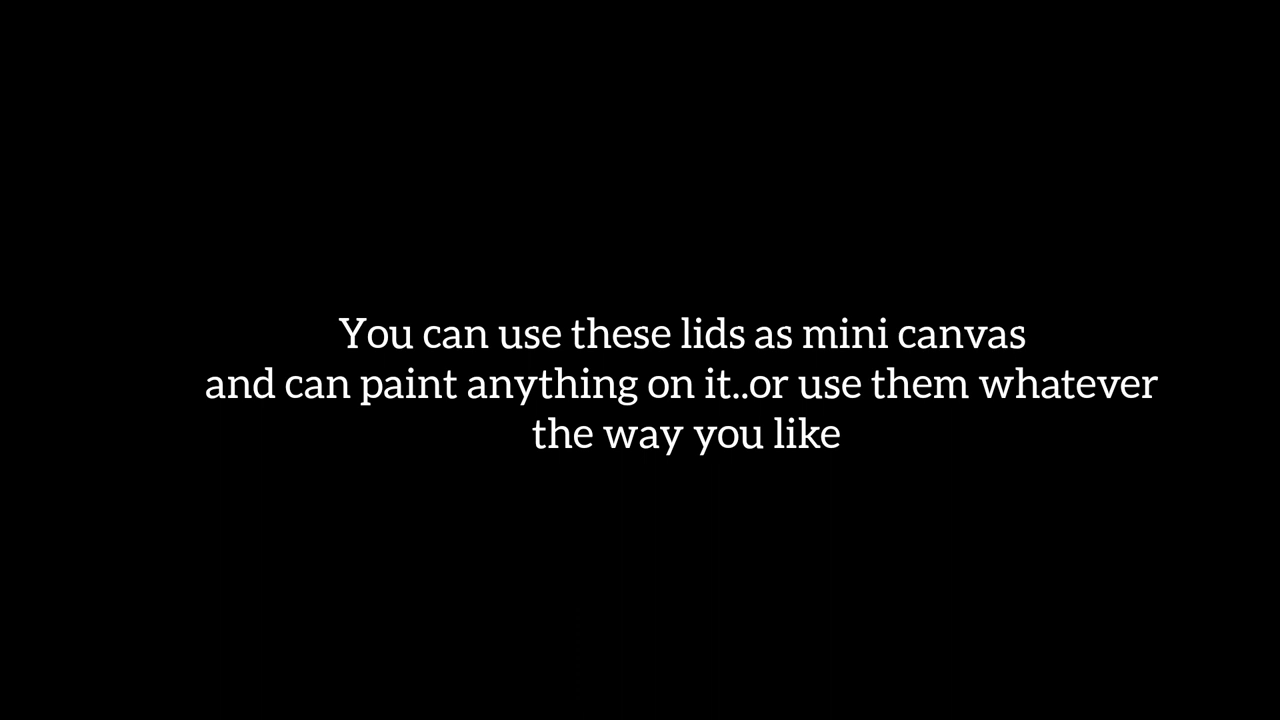 You can use these lids as mini canvas
and can paint anything on it..or use them whatever
the way you like